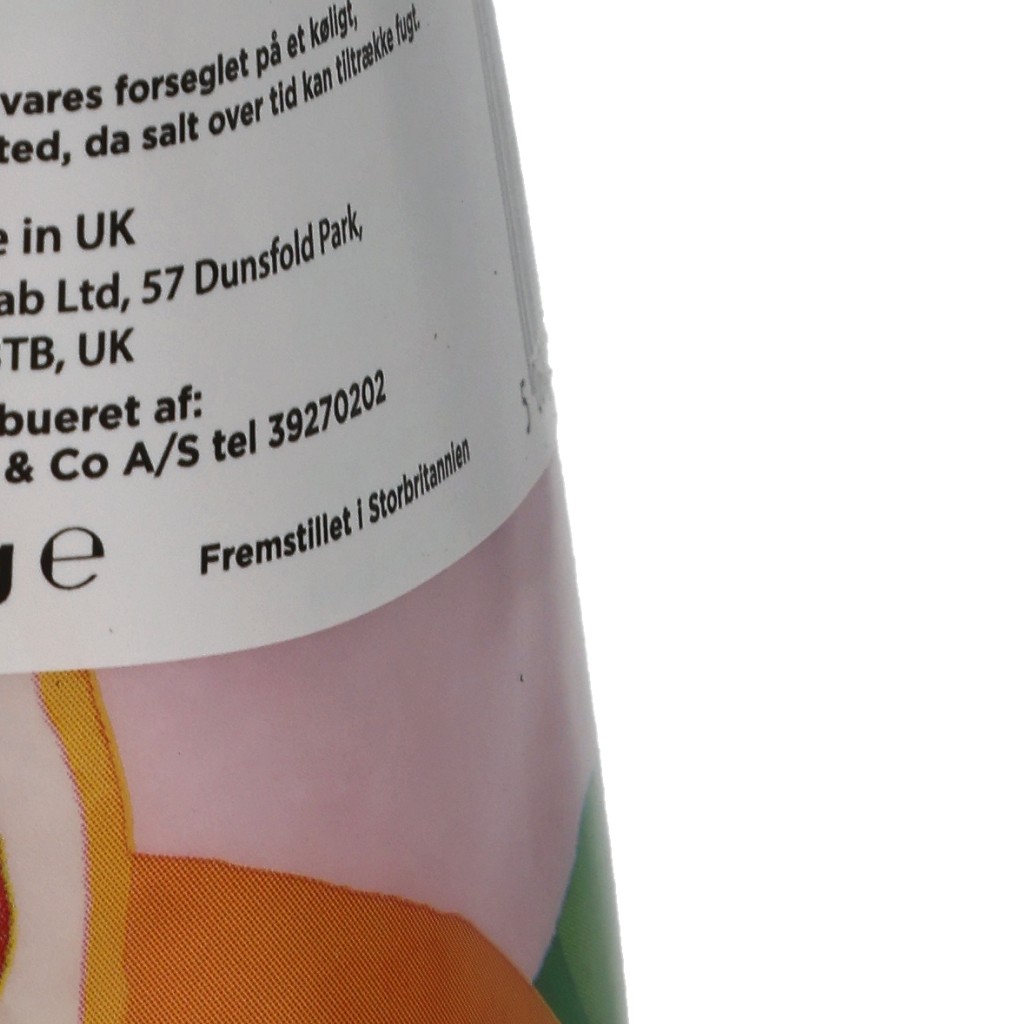 vares forseglet på et køligt,
ted, da salt over tid kan tiltrække fugt.
e in UK
ab Ltd, 57 Dunsfold Park,
TB, UK
bueret af:
& Co A/S tel 39270202
e
Fremstillet i Storbritannien